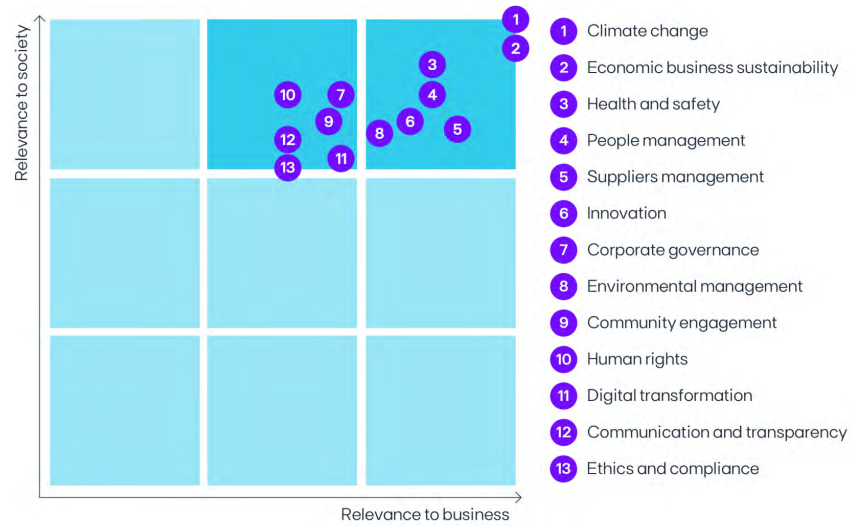 Relevance to society
1
2
3
10
7
4
9
6
8
5
12
11
13
Relevance to business
1 Climate change
2 Economic business sustainability
3 Health and safety
4 People management
5 Suppliers management
6 Innovation
7 Corporate governance
8 Environmental management
9 Community engagement
10 Human rights
11 Digital transformation
12 Communication and transparency
13 Ethics and compliance